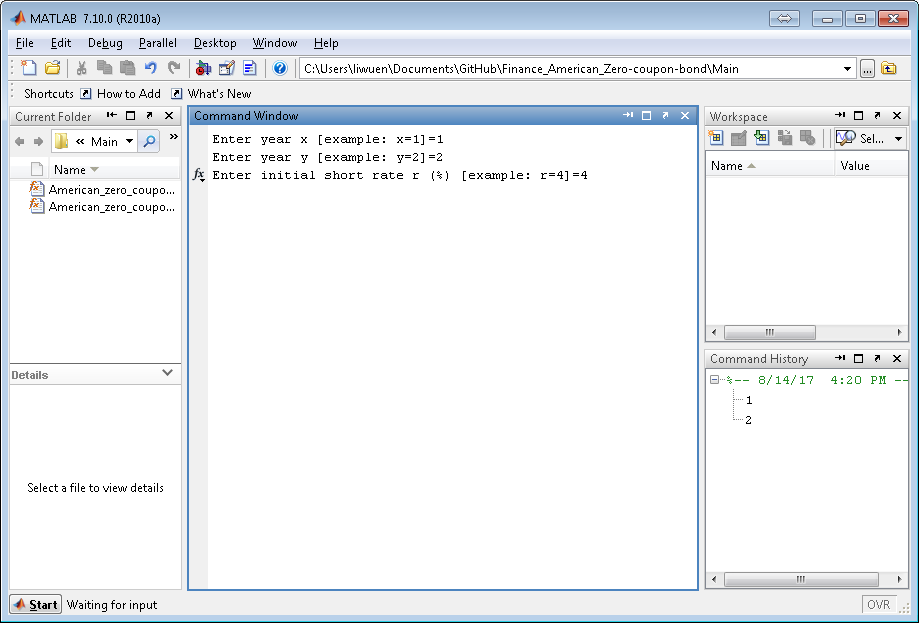 MATLAB 7.10.0 (R2010a)
File Edit Debug Parallel Desktop Window Help
C:\Users\liwuen\Documents\GitHub\Finance_American_Zero-coupon-bond\Main
Shortcuts How to Add What's New
Current Folder
« Main
»
Name
American_zero_coupo...
American_zero_coupo...
Details
Select a file to view details
Command Window
Enter year x [example: x=1]=1
Enter year y [example: y=2]=2
fx Enter initial short rate r (%) [example: r=4]=4
Workspace
Sel...
Name Value
Command History
%-- 8/14/17 4:20 PM --
1
2
Start Waiting for input
OVR